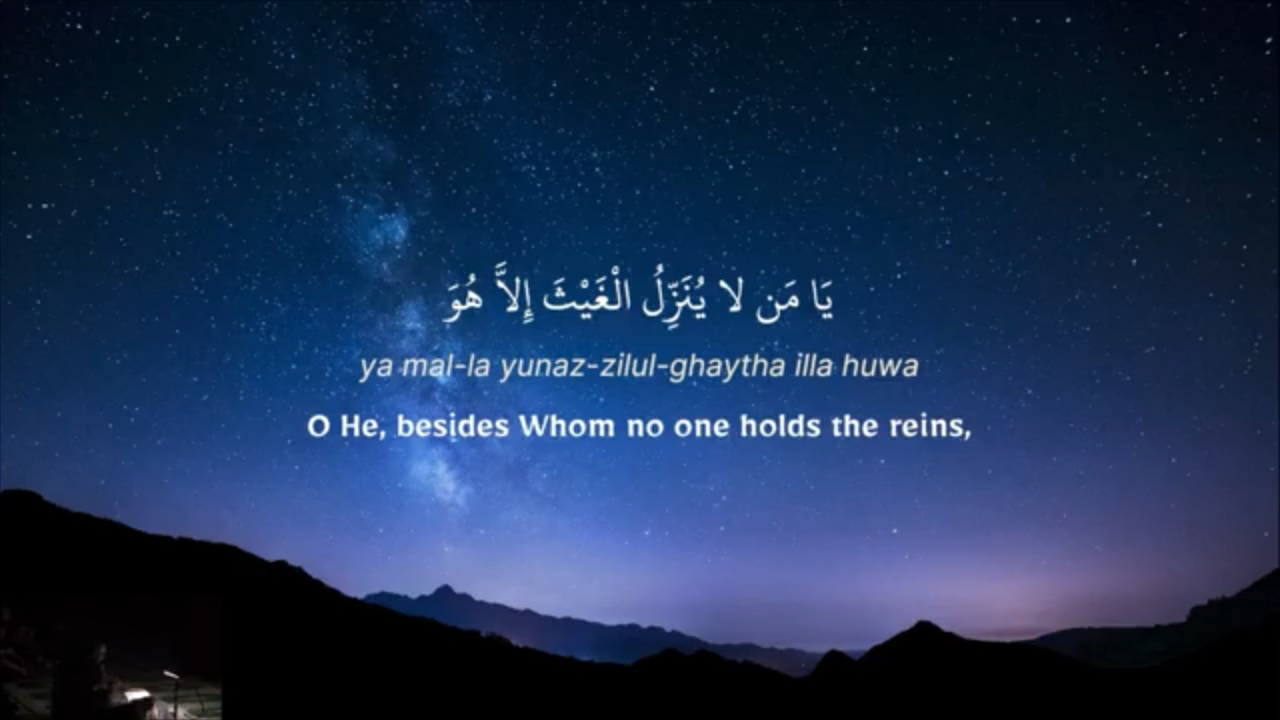 يَا مَن لا يُنَزِّلُ الْغَيْثَ إِلاَّ هُوَ
ya mal-la yunaz-zilul-ghaytha illa huwa
O He, besides Whom no one holds the reins,